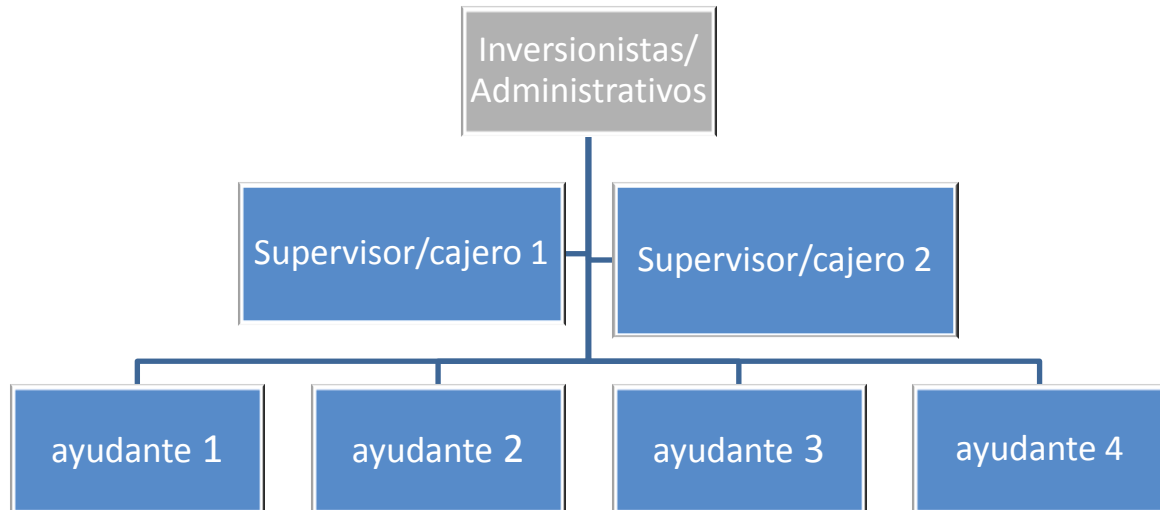 Inversionistas/
Administrativos
Supervisor/cajero 1
Supervisor/cajero 2
ayudante 1
ayudante 2
ayudante 3
ayudante 4